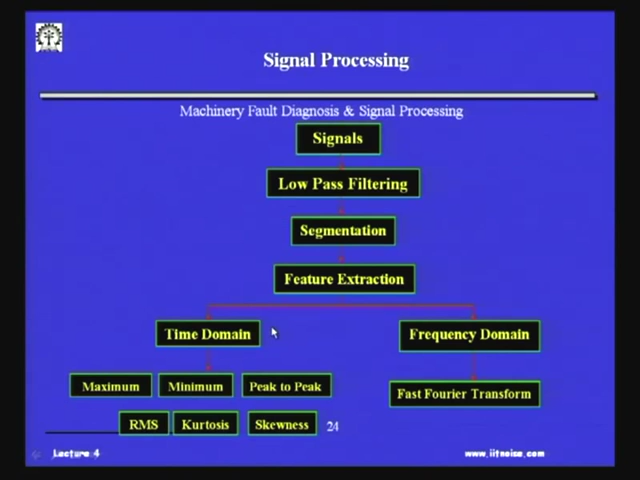 Signal Processing
Machinery Fault Diagnosis & Signal Processing
Signals
Low Pass Filtering
Segmentation
Feature Extraction
Time Domain
Frequency Domain
Maximum
Minimum
Peak to Peak
Fast Fourier Transform
RMS
Kurtosis
Skewness
24
Lecture 4
www.iitnoise.com